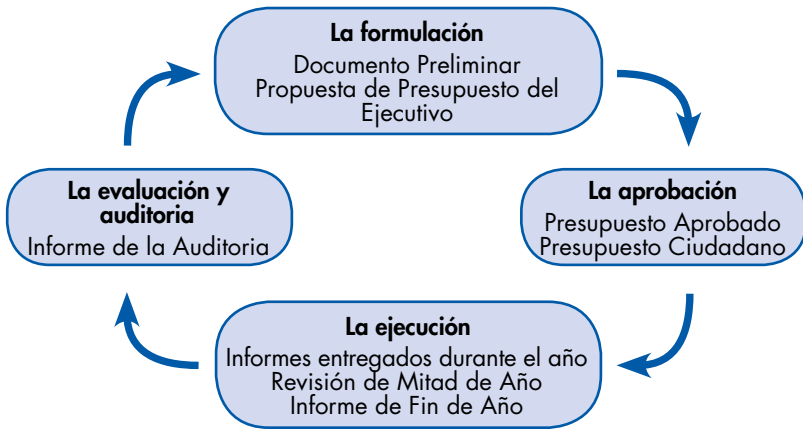 La formulación
Documento Preliminar
Propuesta de Presupuesto del
Ejecutivo
La aprobación
Presupuesto Aprobado
Presupuesto Ciudadano
La ejecución
Informes entregados durante el año
Revisión de Mitad de Año
Informe de Fin de Año
La evaluación y
auditoria
Informe de la Auditoria